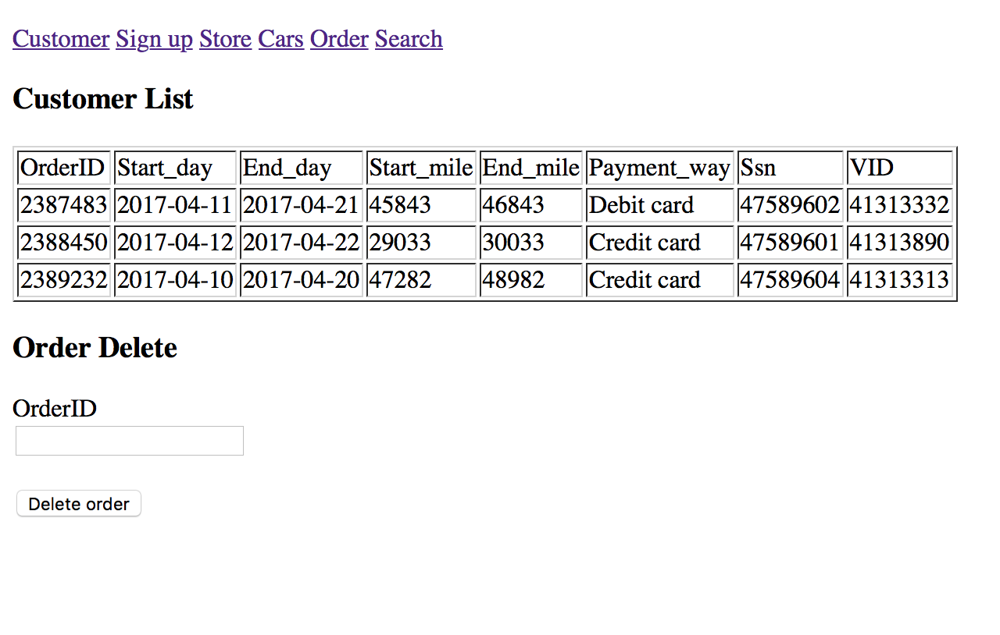 Customer Sign up Store Cars Order Search
Customer List
OrderID Start_day End_day Start_mile End_mile Payment_way Ssn VID
2387483 2017-04-11 2017-04-21 45843 46843 Debit card 47589602 41313332
2388450 2017-04-12 2017-04-22 29033 30033 Credit card 47589601 41313890
2389232 2017-04-10 2017-04-20 47282 48982 Credit card 47589604 41313313
Order Delete
OrderID
Delete order